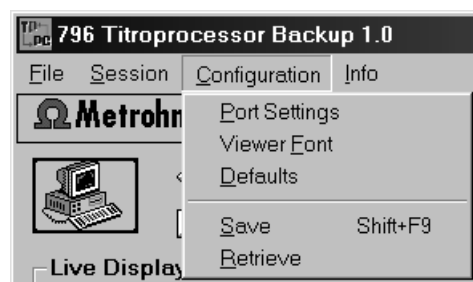 796 Titroprocessor Backup 1.0
File Session Configuration Info
Metrohm
Port Settings
Viewer Font
Defaults
Save Shift+F9
Retrieve
Live Display